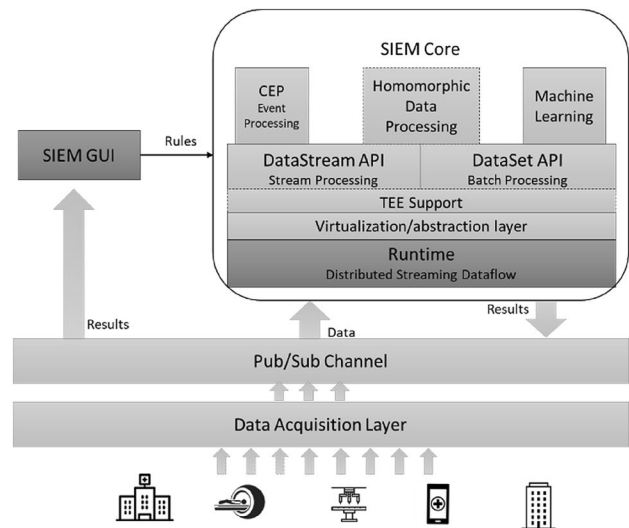 SIEM Core
CEP
Event
Processing
Homomorphic
Data
Processing
Machine
Learning
SIEM GUI
Rules
DataStream API
Stream Processing
DataSet API
Batch Processing
TEE Support
Virtualization/abstraction layer
Runtime
Distributed Streaming Dataflow
Results
Data
Results
Pub/Sub Channel
Data Acquisition Layer